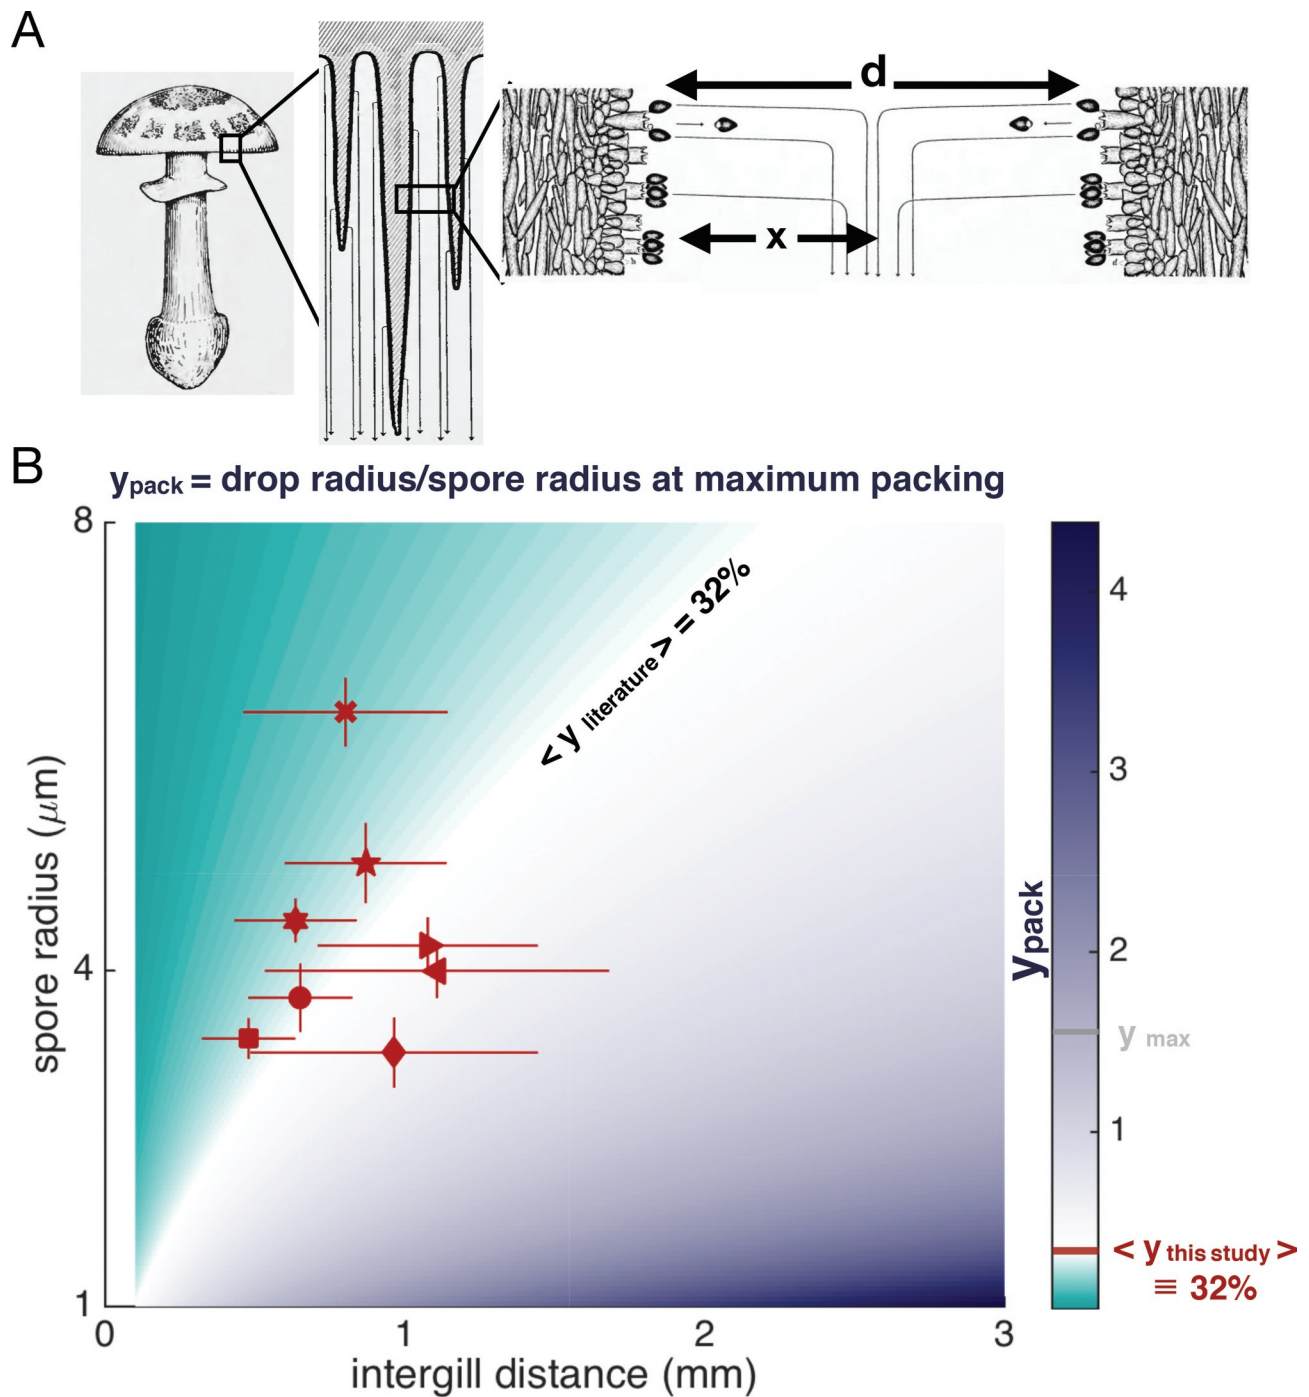 A
d
x
B
ypack = drop radius/spore radius at maximum packing
8
4
1
spore radius (μm)
0
1
2
3
intergill distance (mm)
< y literature > = 32%
ypack
4
3
2
y max
1
< y this study >
≡ 32%